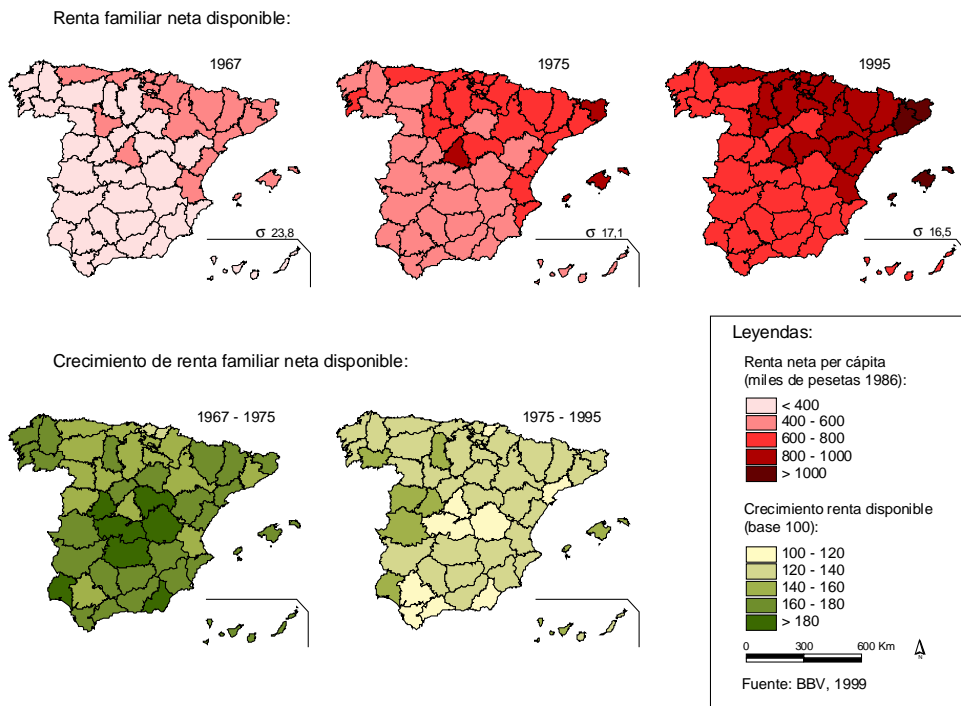 Renta familiar neta disponible:
1967
1975
1995
σ 23,8
σ 17,1
σ 16,5
Crecimiento de renta familiar neta disponible:
1967 - 1975
1975 - 1995
Leyendas:
Renta neta per cápita
(miles de pesetas 1986):
< 400
400 - 600
600 - 800
800 - 1000
> 1000
Crecimiento renta disponible
(base 100):
100 - 120
120 - 140
140 - 160
160 - 180
> 180
0 300 600 Km
N
Fuente: BBV, 1999